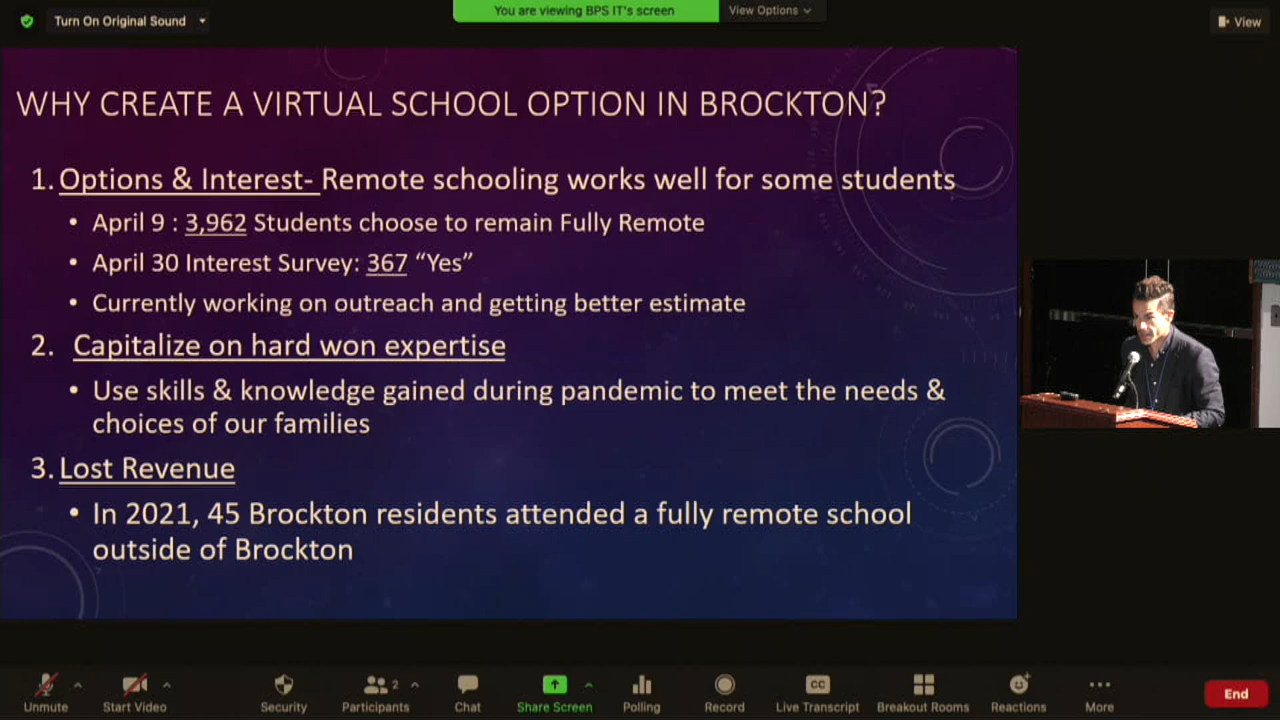 Turn On Original Sound
You are viewing BPS IT's screen
View Options
View
WHY CREATE A VIRTUAL SCHOOL OPTION IN BROCKTON?
1. Options & Interest- Remote schooling works well for some students
• April 9 : 3,962 Students choose to remain Fully Remote
• April 30 Interest Survey: 367 “Yes”
• Currently working on outreach and getting better estimate
2. Capitalize on hard won expertise
• Use skills & knowledge gained during pandemic to meet the needs &
choices of our families
3. Lost Revenue
• In 2021, 45 Brockton residents attended a fully remote school
outside of Brockton
Unmute
Start Video
Security
2
Participants
Chat
Share Screen
Polling
Record
CC
Live Transcript
Breakout Rooms
Reactions
More
End